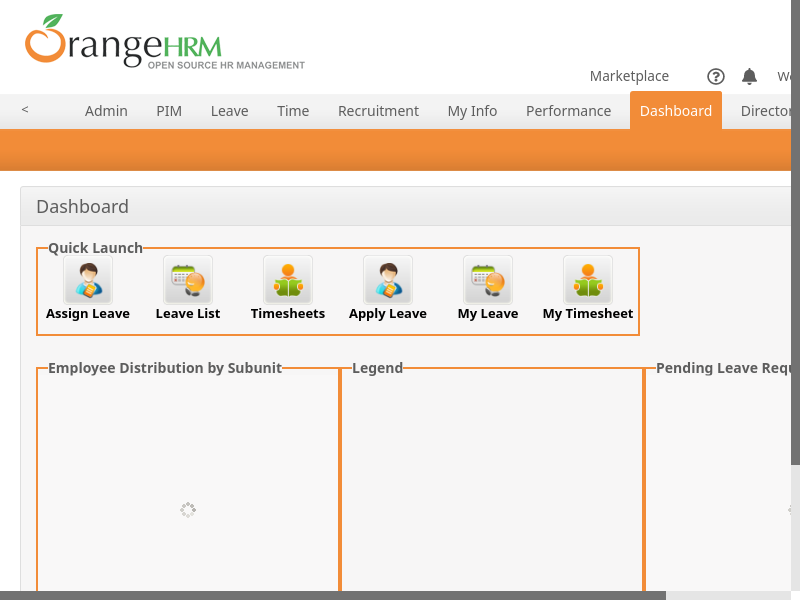 OrangeHRM
OPEN SOURCE HR MANAGEMENT
Marketplace ? We
< Admin PIM Leave Time Recruitment My Info Performance Dashboard Director
Dashboard
Quick Launch
Assign Leave Leave List Timesheets Apply Leave My Leave My Timesheet
Employee Distribution by Subunit Legend Pending Leave Requ